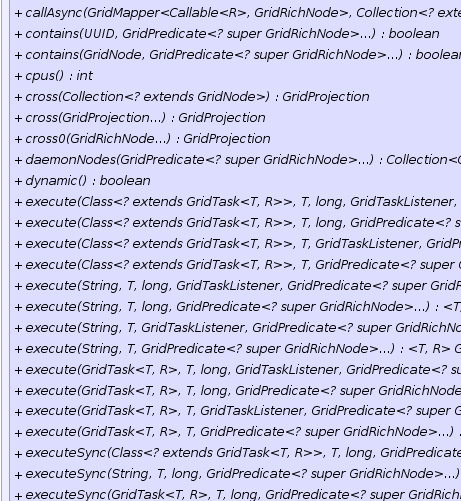 + callAsync(GridMapper<Callable<R>, GridRichNode>, Collection<? exte
+ contains(UUID, GridPredicate<? super GridRichNode>...) : boolean
+ contains(GridNode, GridPredicate<? super GridRichNode>...) : boolear
+ cpus() : int
+ cross(Collection<? extends GridNode>) : GridProjection
+ cross(GridProjection...) : GridProjection
+ cross0(GridRichNode...) : GridProjection
+ daemonNodes(GridPredicate<? super GridRichNode>...) : Collection<G
+ dynamic() : boolean
+ execute(Class<? extends GridTask<T, R>>, T, long, GridTaskListener,
+ execute(Class<? extends GridTask<T, R>>, T, long, GridPredicate<? s
+ execute(Class<? extends GridTask<T, R>>, T, GridTaskListener, GridP
+ execute(Class<? extends GridTask<T, R>>, T, GridPredicate<? super G
+ execute(String, T, long, GridTaskListener, GridPredicate<? super GridR
+ execute(String, T, long, GridPredicate<? super GridRichNode>...) : <T,
+ execute(String, T, GridTaskListener, GridPredicate<? super GridRichNo
+ execute(String, T, GridPredicate<? super GridRichNode>...) : <T, R> G
+ execute(GridTask<T, R>, T, long, GridTaskListener, GridPredicate<? su
+ execute(GridTask<T, R>, T, long, GridPredicate<? super GridRichNode
+ execute(GridTask<T, R>, T, GridTaskListener, GridPredicate<? super G
+ execute(GridTask<T, R>, T, GridPredicate<? super GridRichNode>...) :
+ executeSync(Class<? extends GridTask<T, R>>, T, long, GridPredicate
+ executeSync(String, T, long, GridPredicate<? super GridRichNode>...)
+ executeSync(GridTask<T, R>, T, long, GridPredicate<? super GridRich